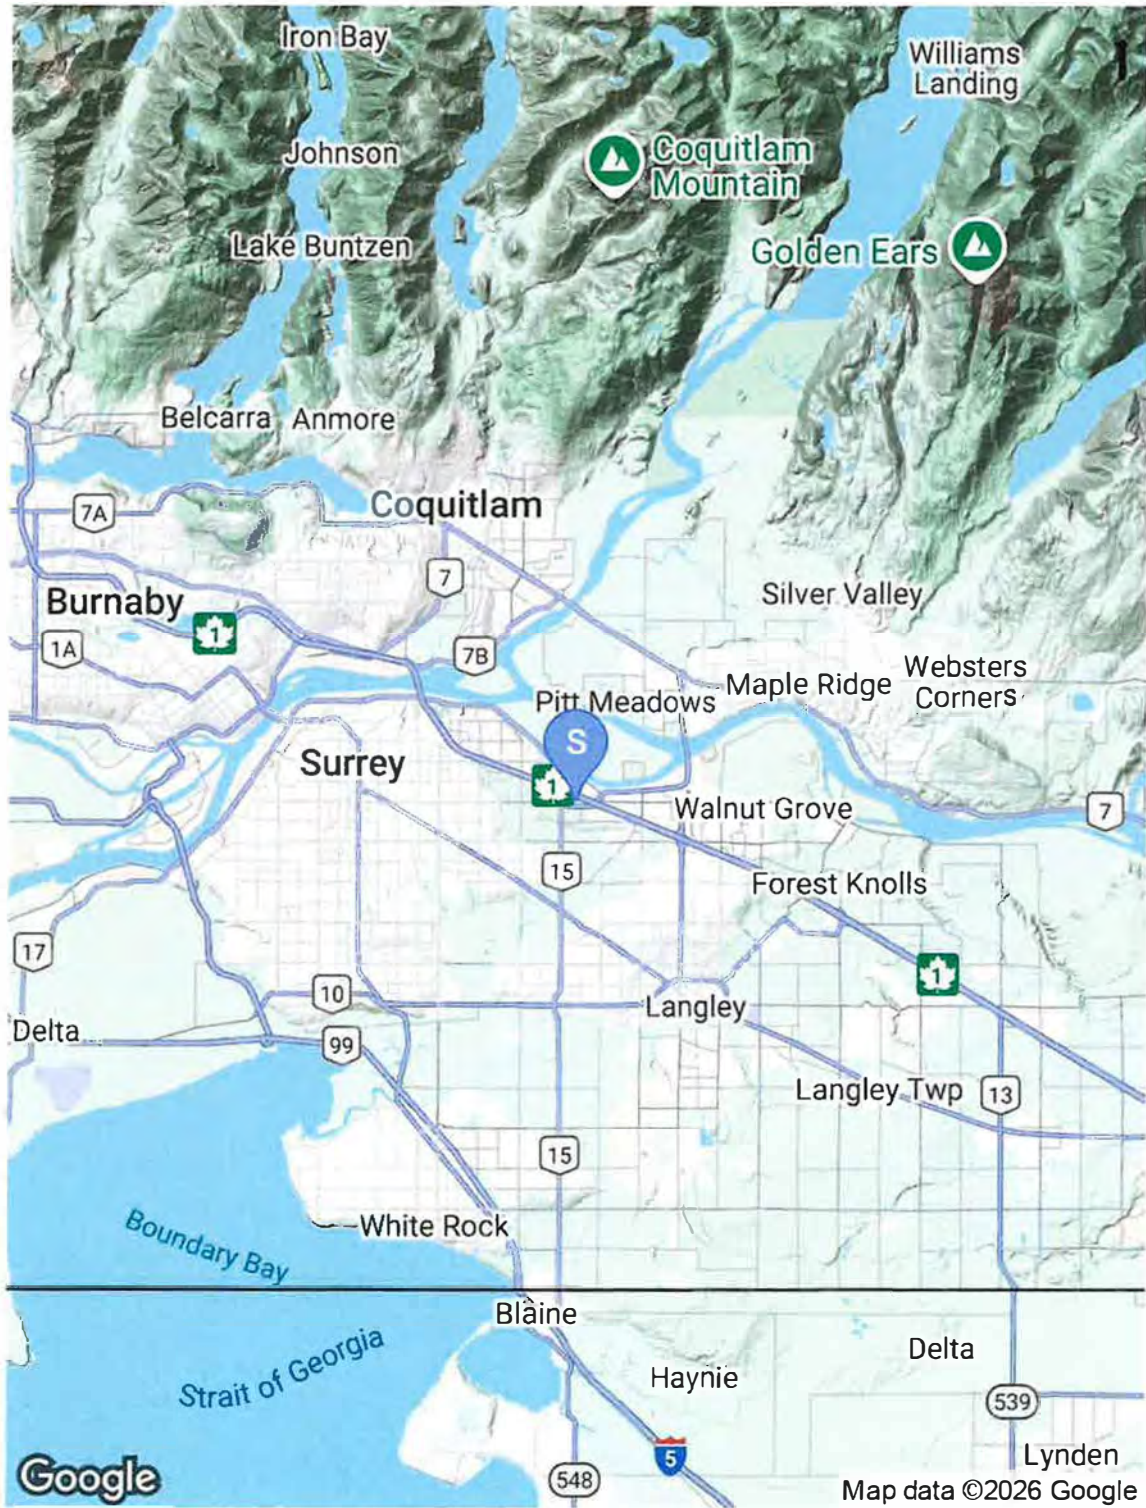 Iron Bay
Williams
Landing
Johnson
Coquitlam
Mountain
Lake Buntzen
Golden Ears
Belcarra
Anmore
Coquitlam
7A
7
Burnaby
1
Silver Valley
1A
7B
Websters
Corners
Maple Ridge
Pitt Meadows
S
Surrey
1
Walnut Grove
7
15
Forest Knolls
17
1
10
Langley
Delta
99
Langley Twp
13
15
White Rock
Boundary Bay
Blaine
Strait of Georgia
Delta
Haynie
539
5
Lynden
Google
548
Map data ©2026 Google